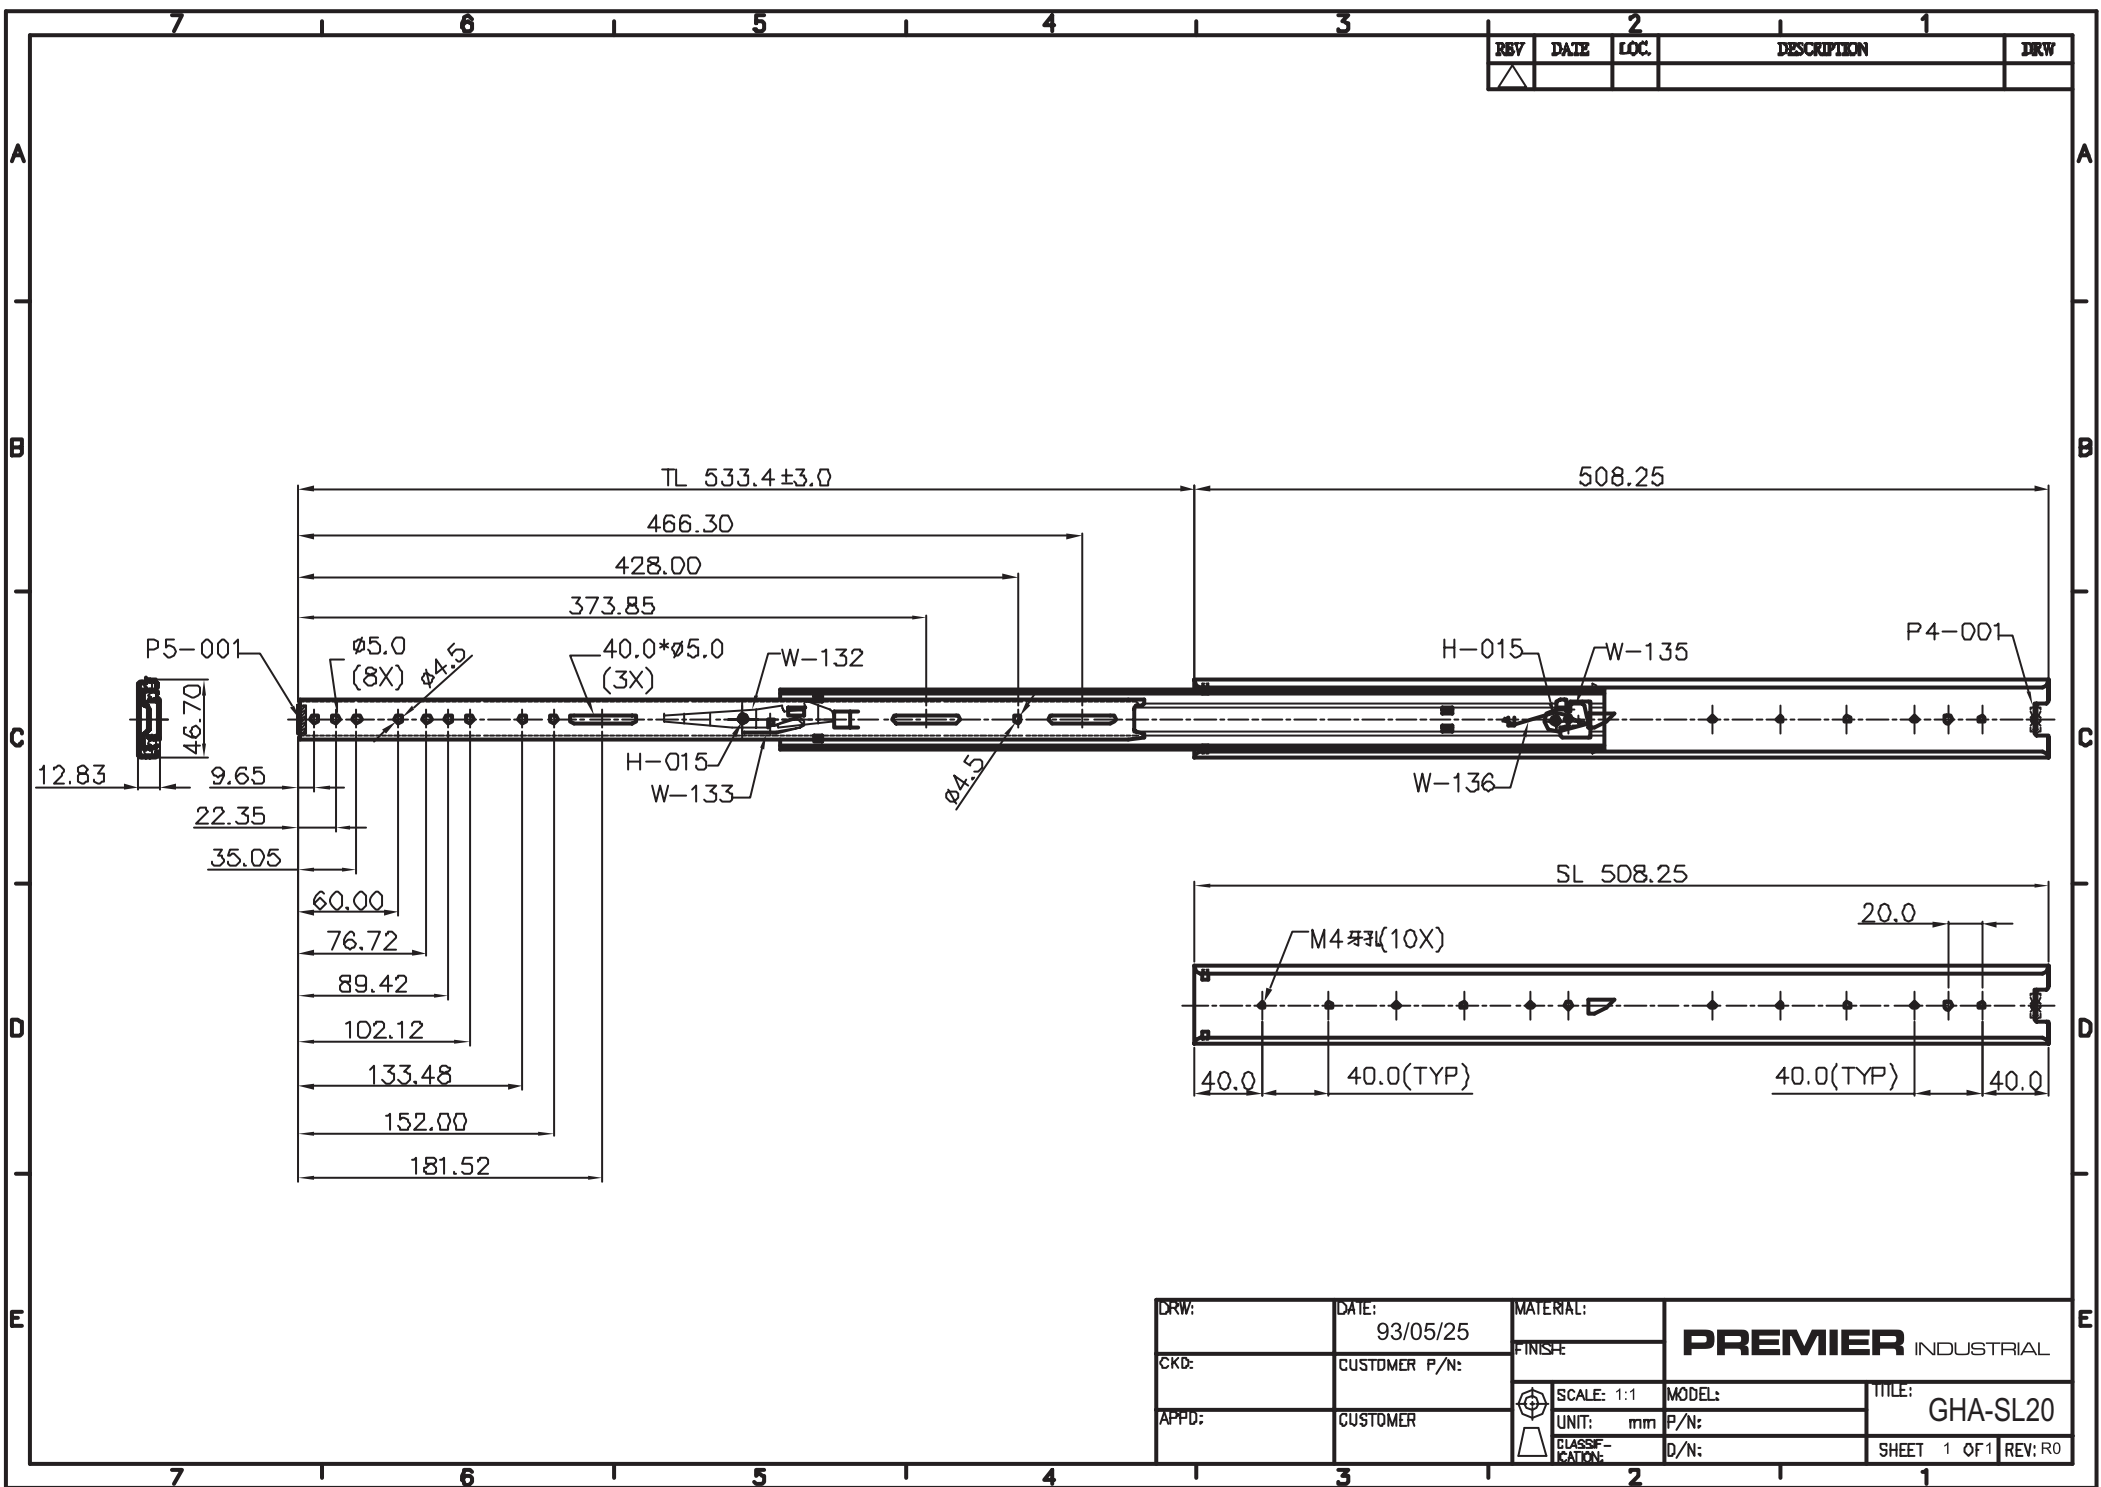 7 6 5 4 3 2 1
REV DATE LOC. DESCRIPTION DRW
A A
B B
TL 533.4±3.0 508.25
466.30
428.00
373.85
P5-001 ø5.0 (8X) ø4.5 40.0*ø5.0 (3X) W-132 H-015 W-135 P4-001
46.70
C C
12.83 9.65 H-015 W-133 ø4.5 W-136
22.35
35.05
SL 508.25
60.00
20.0
76.72
M4牙孔(10X)
89.42
102.12
D D
133.48
40.0 40.0(TYP) 40.0(TYP) 40.0
152.00
181.52
E E
DRW: DATE: 93/05/25 MATERIAL:
PREMIER INDUSTRIAL
FINISH:
CKD: CUSTOMER P/N:
SCALE: 1:1 MODEL: TITLE: GHA-SL20
APPD: CUSTOMER
UNIT: mm P/N:
CLASSIF-
ICATION: D/N: SHEET 1 OF1 REV: R0
7 6 5 4 3 2 1